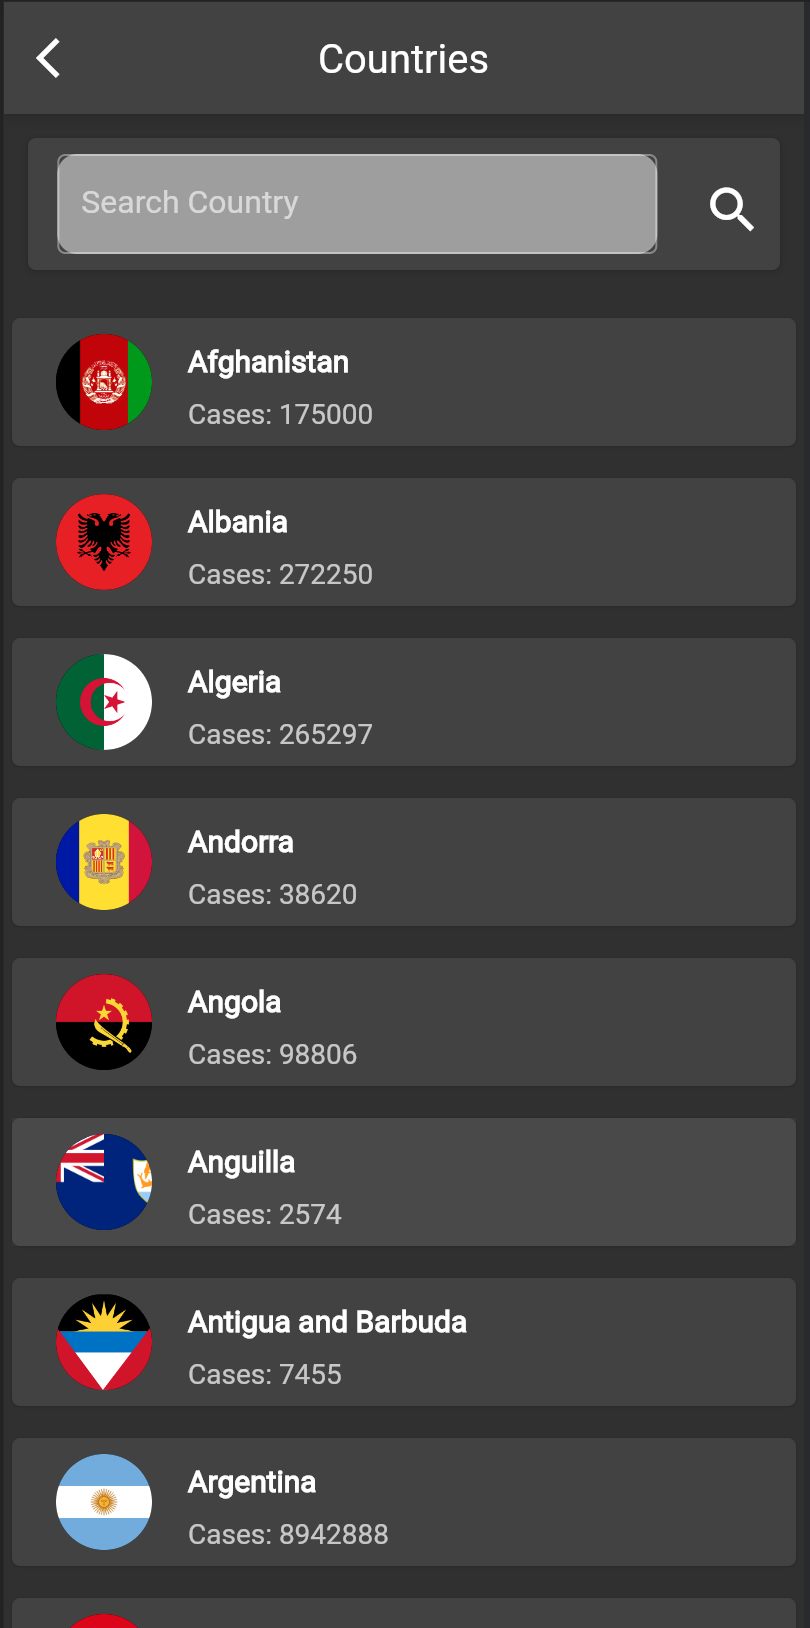 Countries
Search Country
Afghanistan
Cases: 175000
Albania
Cases: 272250
Algeria
Cases: 265297
Andorra
Cases: 38620
Angola
Cases: 98806
Anguilla
Cases: 2574
Antigua and Barbuda
Cases: 7455
Argentina
Cases: 8942888